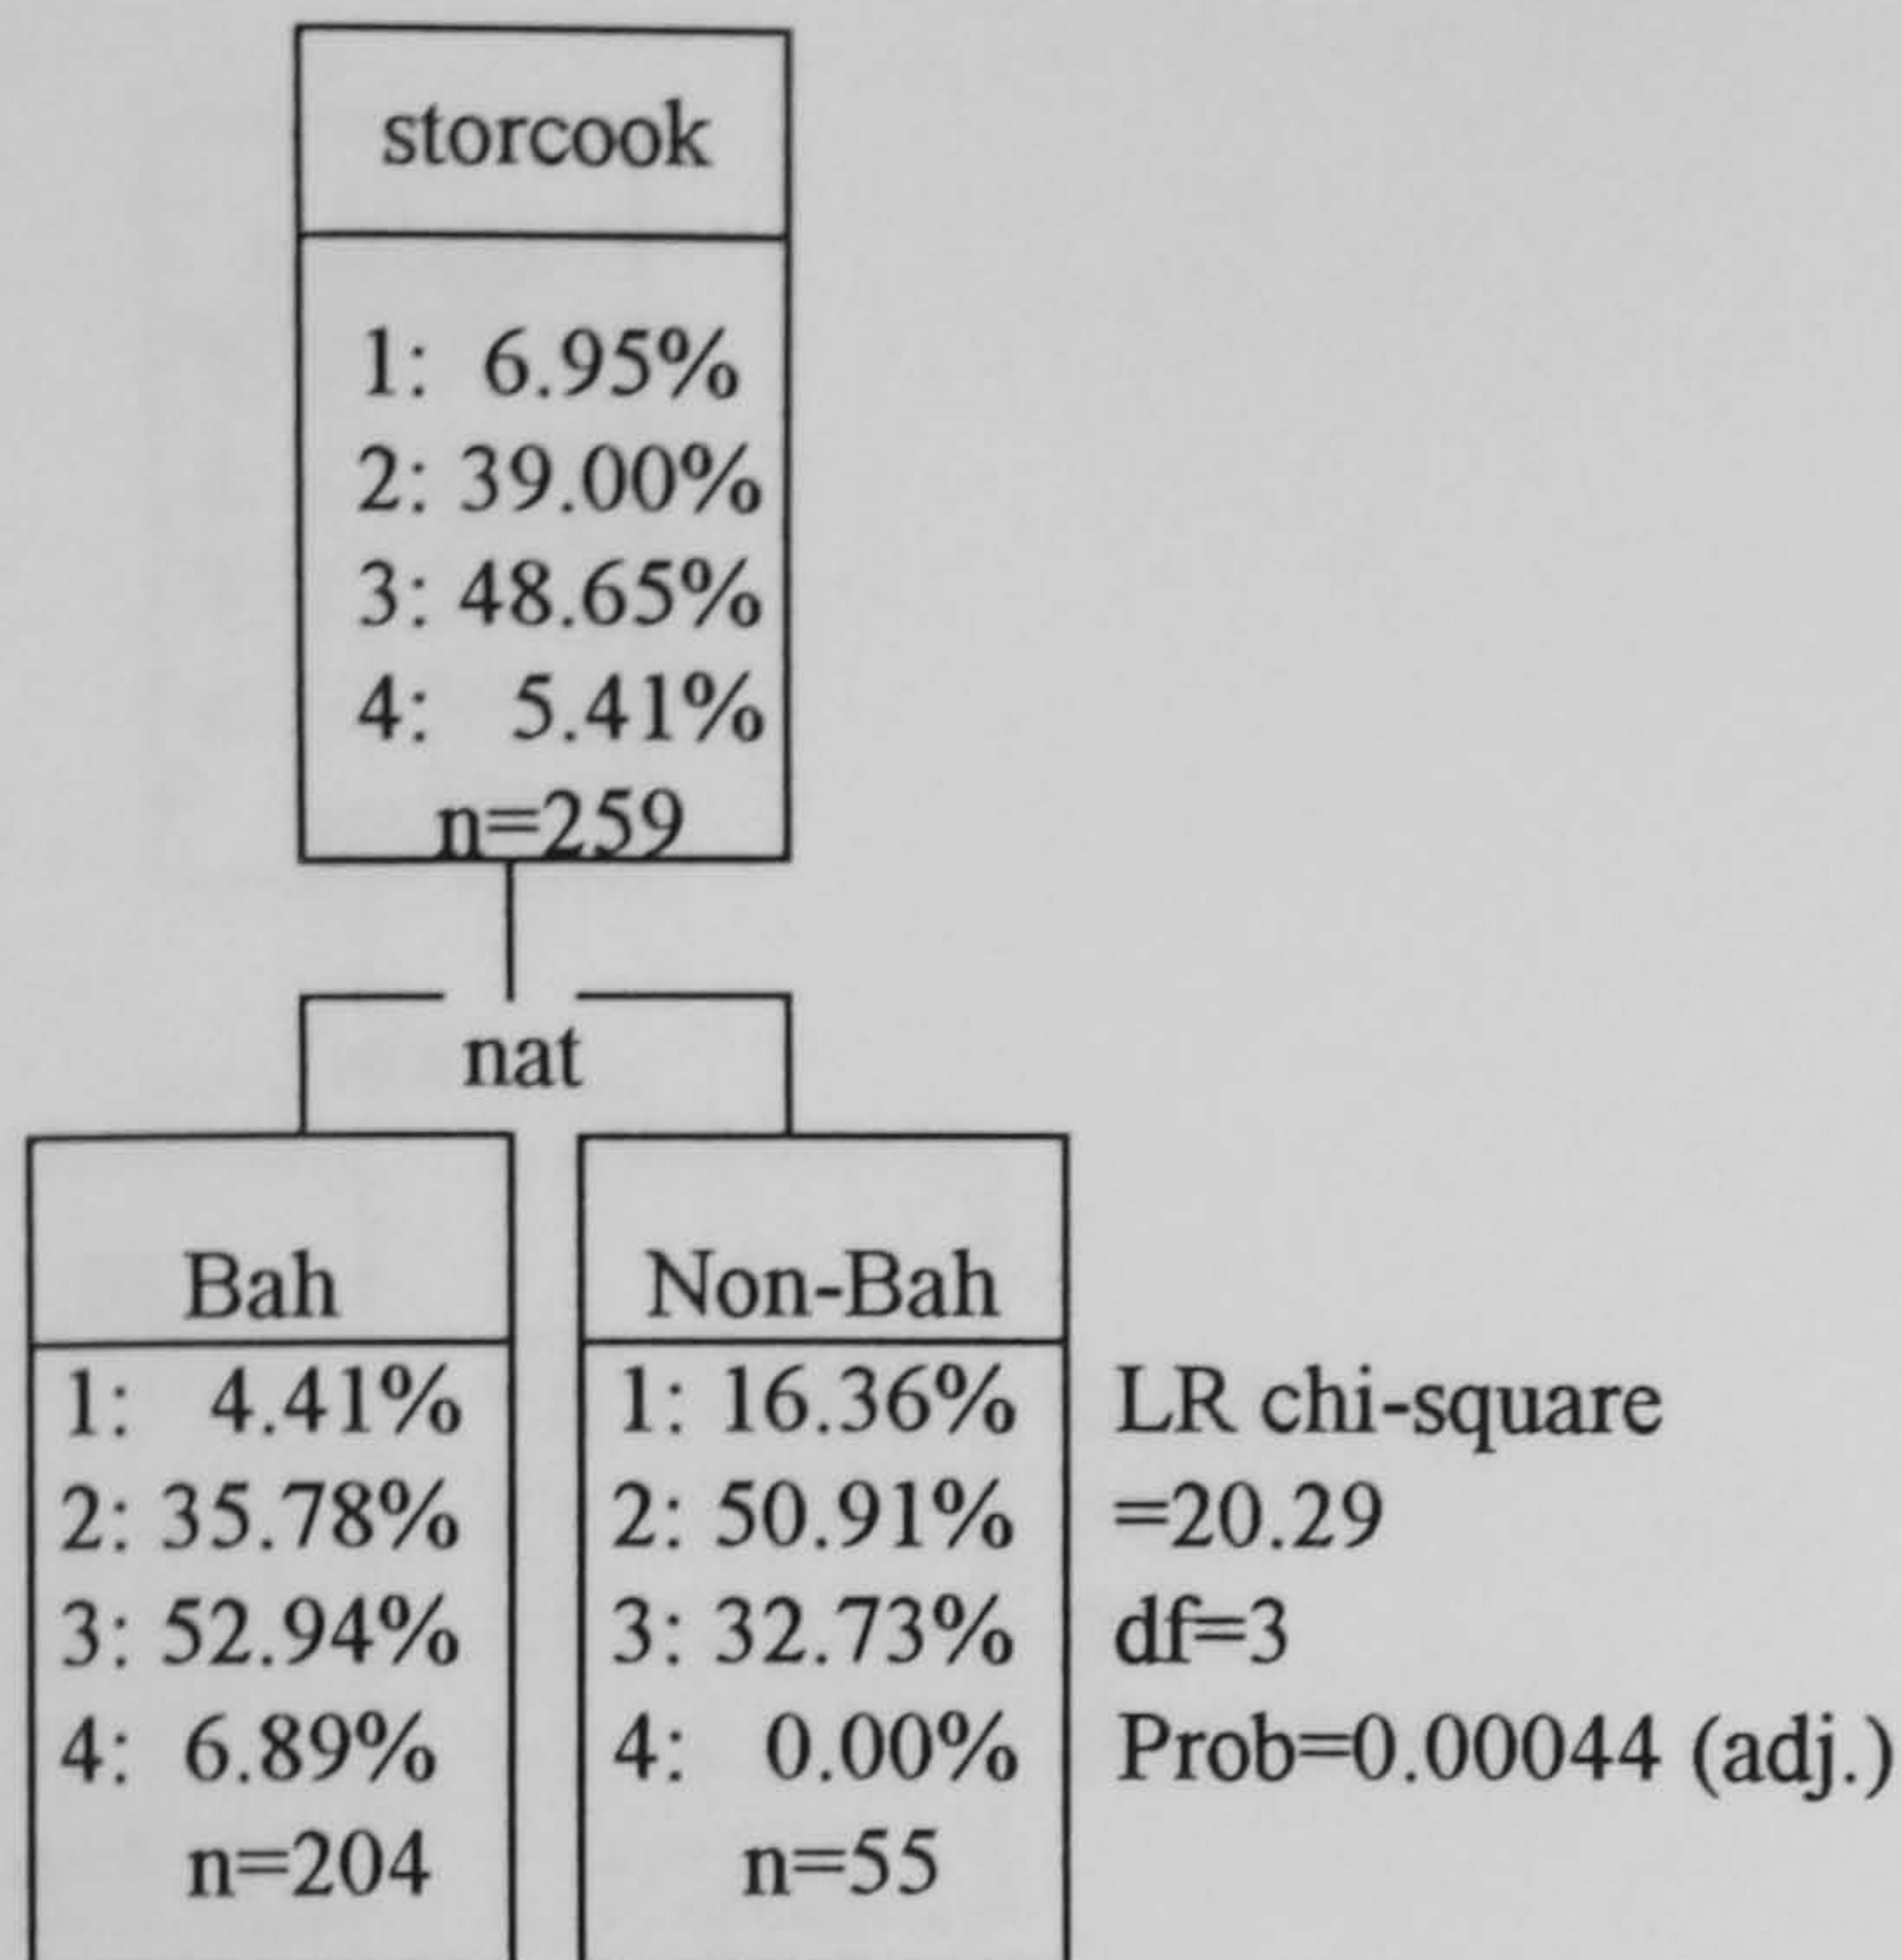 storcook
1: 6.95%
2: 39.00%
3: 48.65%
4: 5.41%
n=259
nat
Bah
1: 4.41%
2: 35.78%
3: 52.94%
4: 6.89%
n=204
Non-Bah
1: 16.36%
2: 50.91%
3: 32.73%
4: 0.00%
n=55
LR chi-square
=20.29
df=3
Prob=0.00044 (adj.)